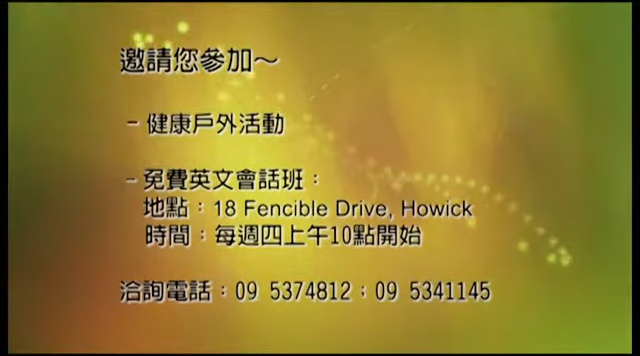 邀請您參加～
- 健康戶外活動
- 免費英文會話班：
地點：18 Fencible Drive, Howick
時間：每週四上午10點開始
洽詢電話：09 5374812；09 5341145